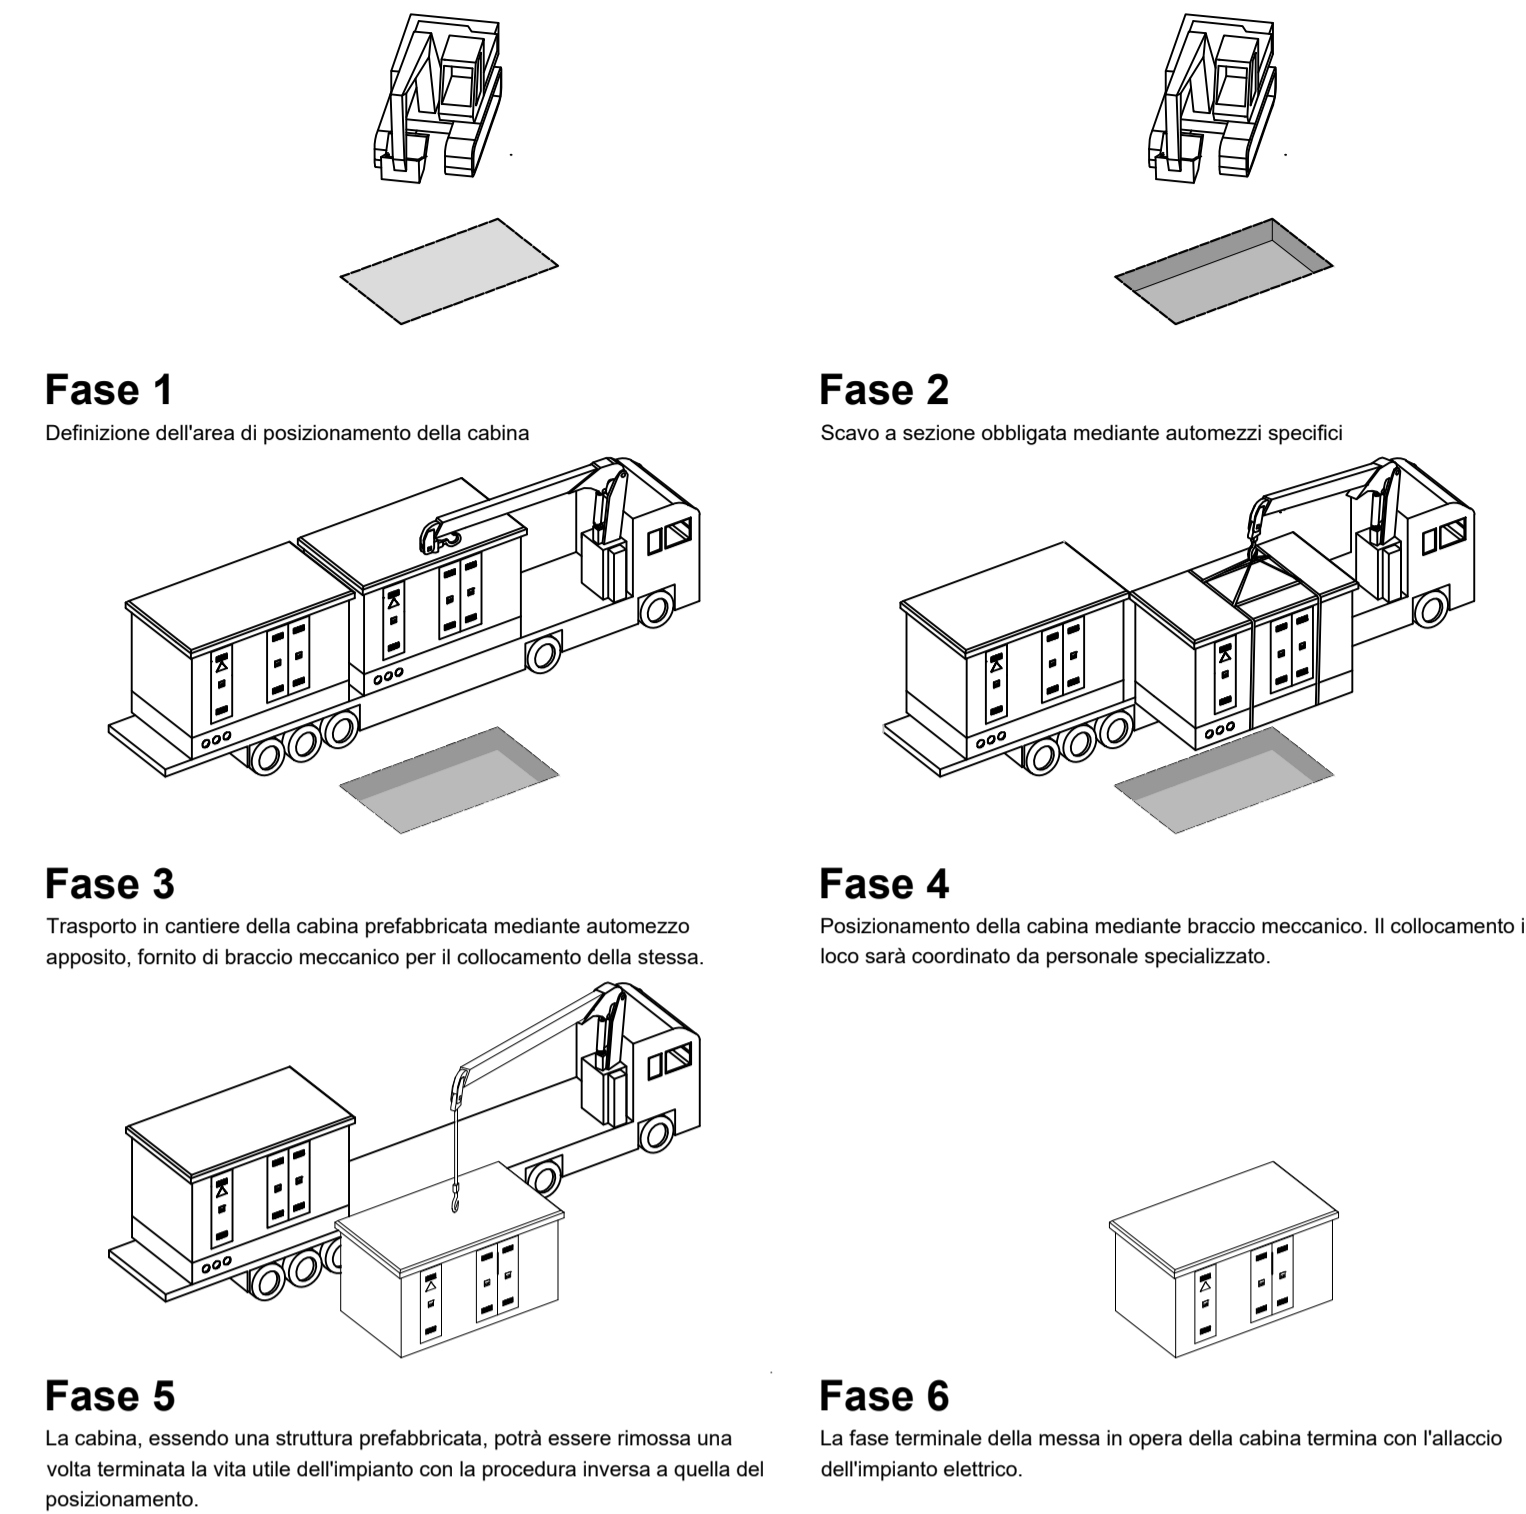 Fase 1
Definizione dell'area di posizionamento della cabina
Fase 2
Scavo a sezione obbligata mediante automezzi specifici
Fase 3
Trasporto in cantiere della cabina prefabbricata mediante automezzo
apposito, fornito di braccio meccanico per il collocamento della stessa.
Fase 4
Posizionamento della cabina mediante braccio meccanico. Il collocamento i
loco sarà coordinato da personale specializzato.
Fase 5
La cabina, essendo una struttura prefabbricata, potrà essere rimossa una
volta terminata la vita utile dell'impianto con la procedura inversa a quella del
posizionamento.
Fase 6
La fase terminale della messa in opera della cabina termina con l'allaccio
dell'impianto elettrico.